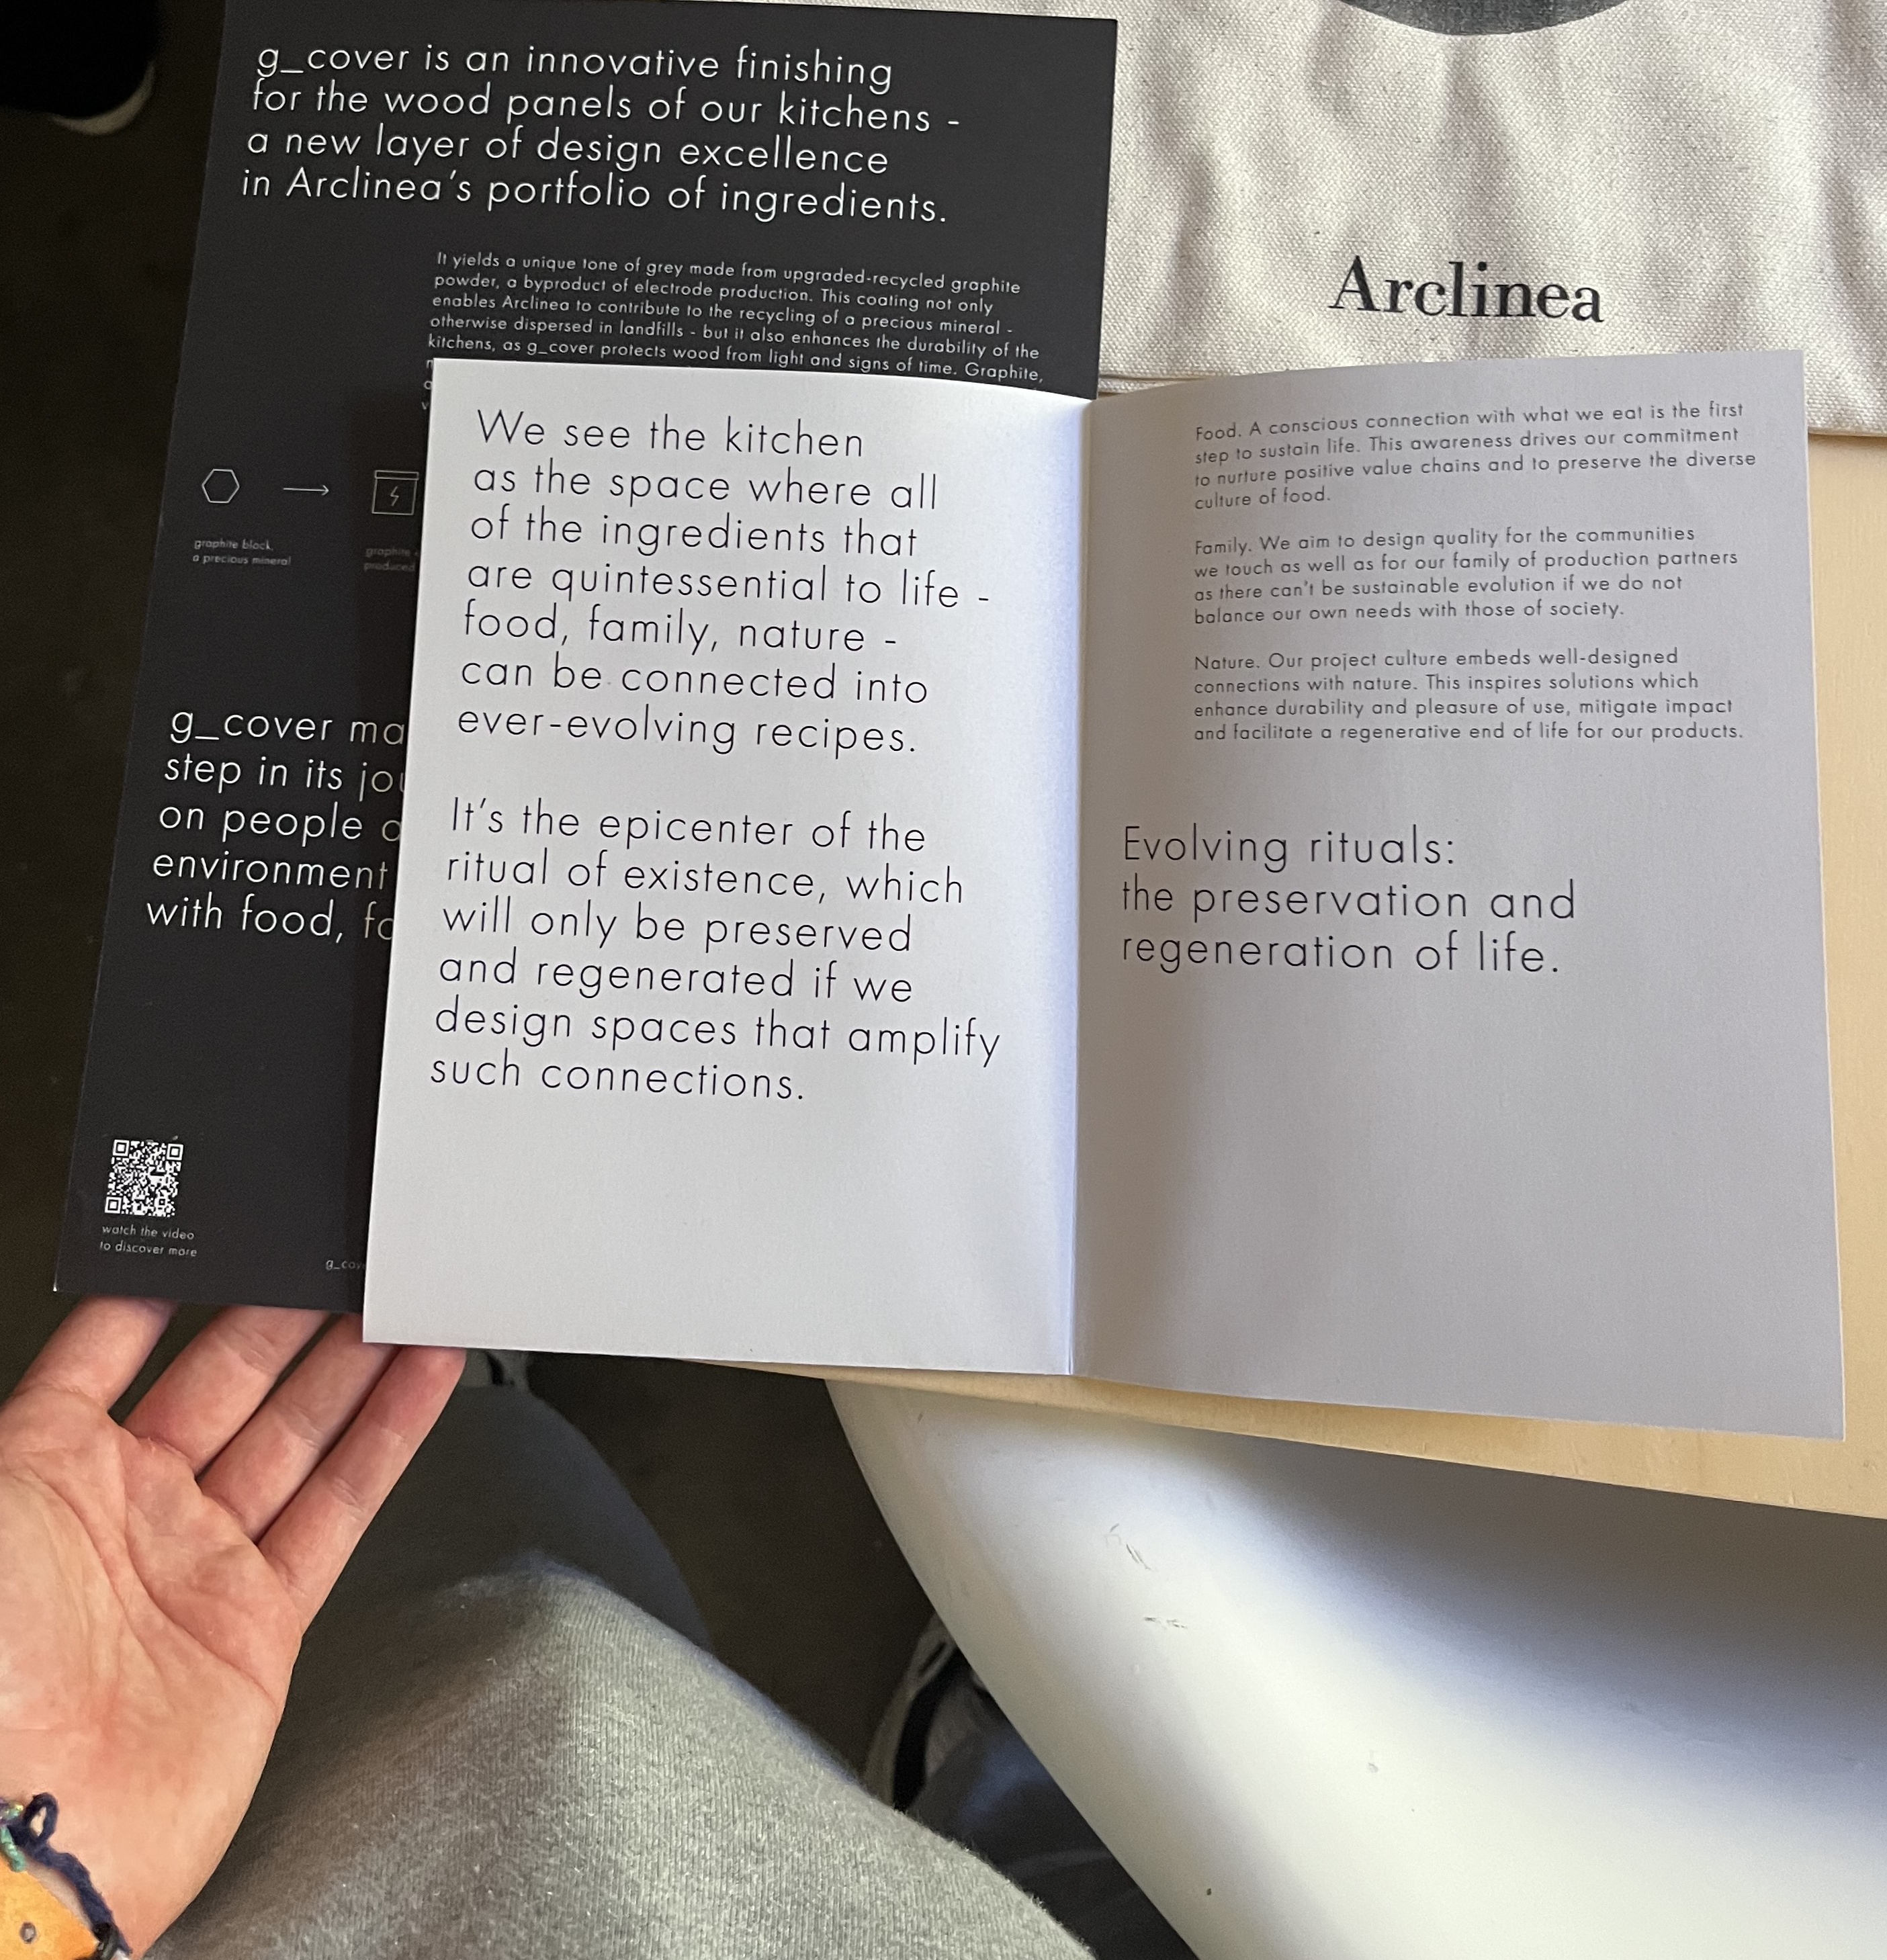 g_cover is an innovative finishing
for the wood panels of our kitchens -
a new layer of design excellence
in Arclinea's portfolio of ingredients.
It yields a unique tone of grey made from upgraded-recycled graphite
powder, a byproduct of electrode production. This coating not only
enables Arclinea to contribute to the recycling of a precious mineral -
otherwise dispersed in landfills - but it also enhances the durability of the
kitchens, as g_cover protects wood from light and signs of time. Graphite,
graphite block,
a precious mineral
graphite
produced
g_cover
step in its
on people
environment
with food,
watch the video
to discover more
Arclinea
We see the kitchen
as the space where all
of the ingredients that
are quintessential to life -
food, family, nature -
can be connected into
ever-evolving recipes.
It's the epicenter of the
ritual of existence, which
will only be preserved
and regenerated if we
design spaces that amplify
such connections.
Food. A conscious connection with what we eat is the first
step to sustain life. This awareness drives our commitment
to nurture positive value chains and to preserve the diverse
culture of food.
Family. We aim to design quality for the communities
we touch as well as for our family of production partners
as there can't be sustainable evolution if we do not
balance our own needs with those of society.
Nature. Our project culture embeds well-designed
connections with nature. This inspires solutions which
enhance durability and pleasure of use, mitigate impact
and facilitate a regenerative end of life for our products.
Evolving rituals:
the preservation and
regeneration of life.